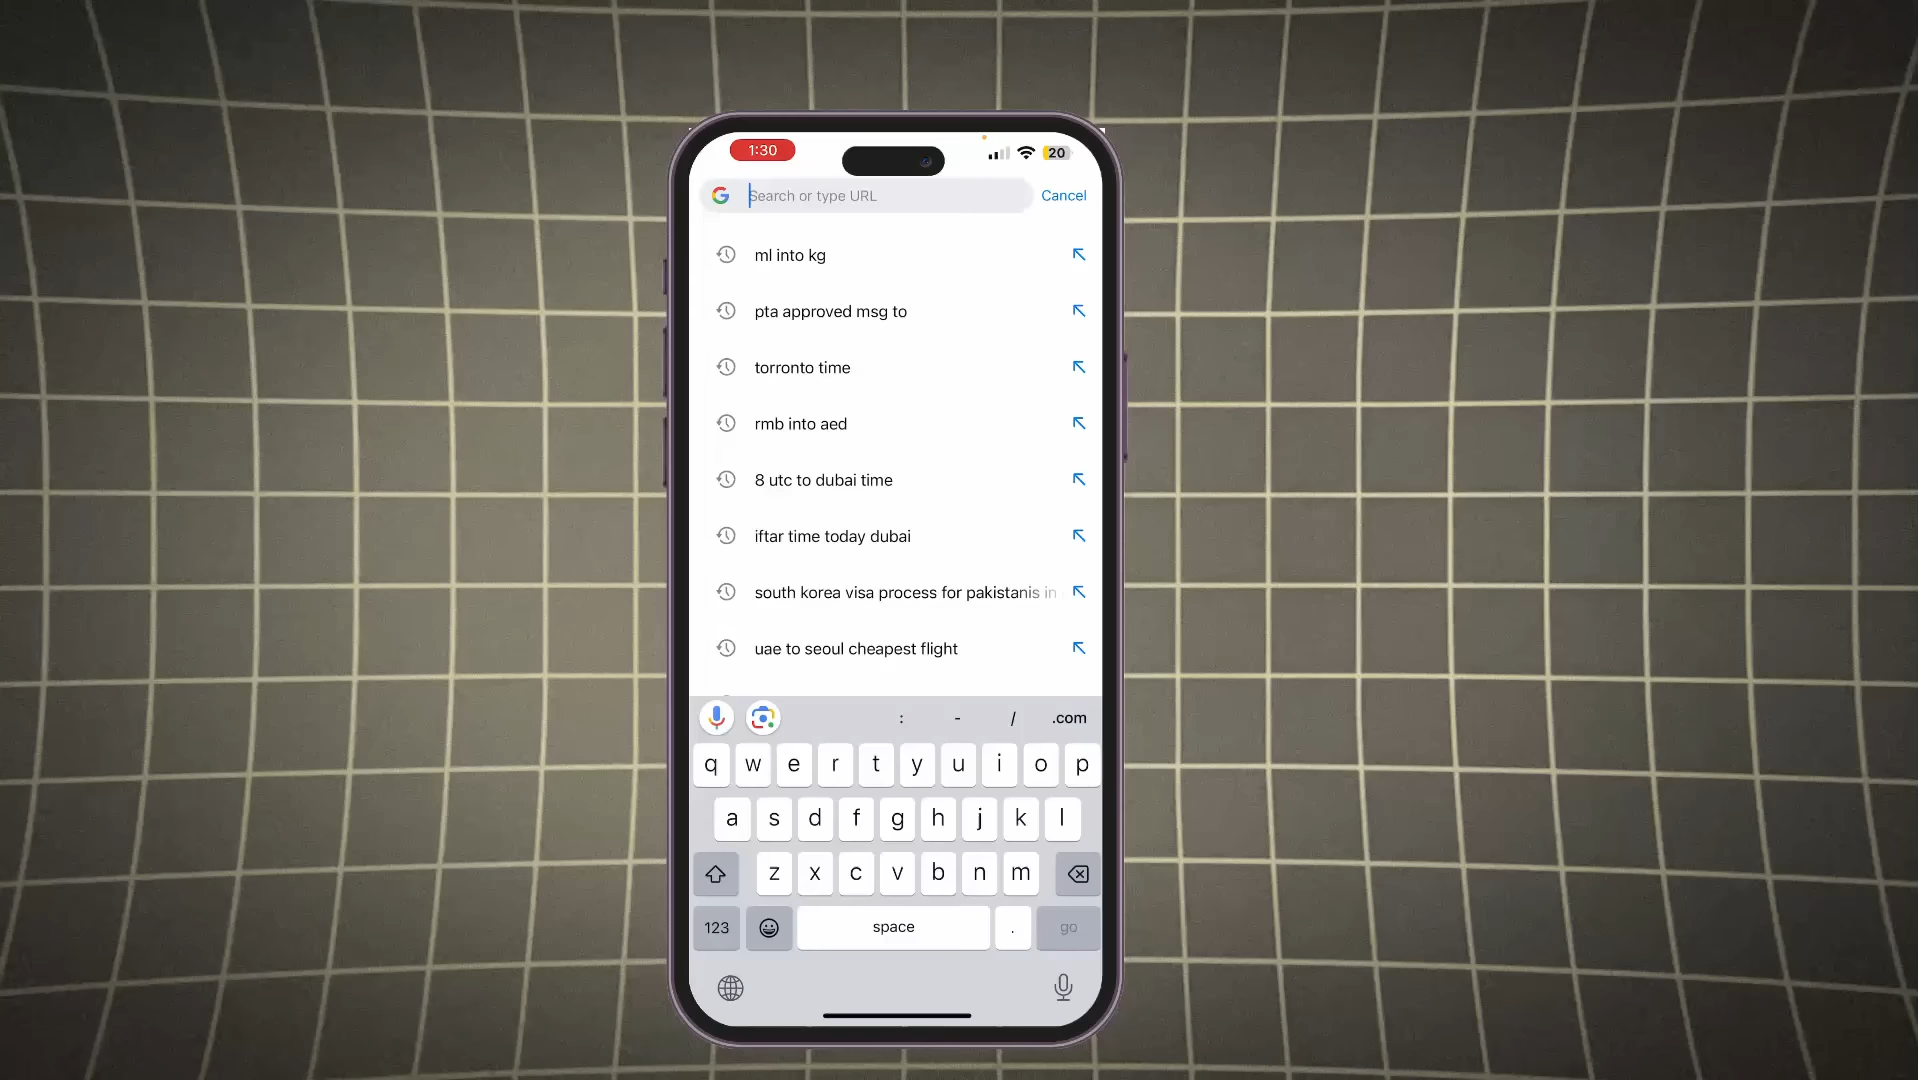 1:30
20
Search or type URL
Cancel
ml into kg
pta approved msg to
torronto time
rmb into aed
8 utc to dubai time
iftar time today dubai
south korea visa process for pakistanis in
uae to seoul cheapest flight
: - / .com
q w e r t y u i o p
a s d f g h j k l
z x c v b n m
123 space . go